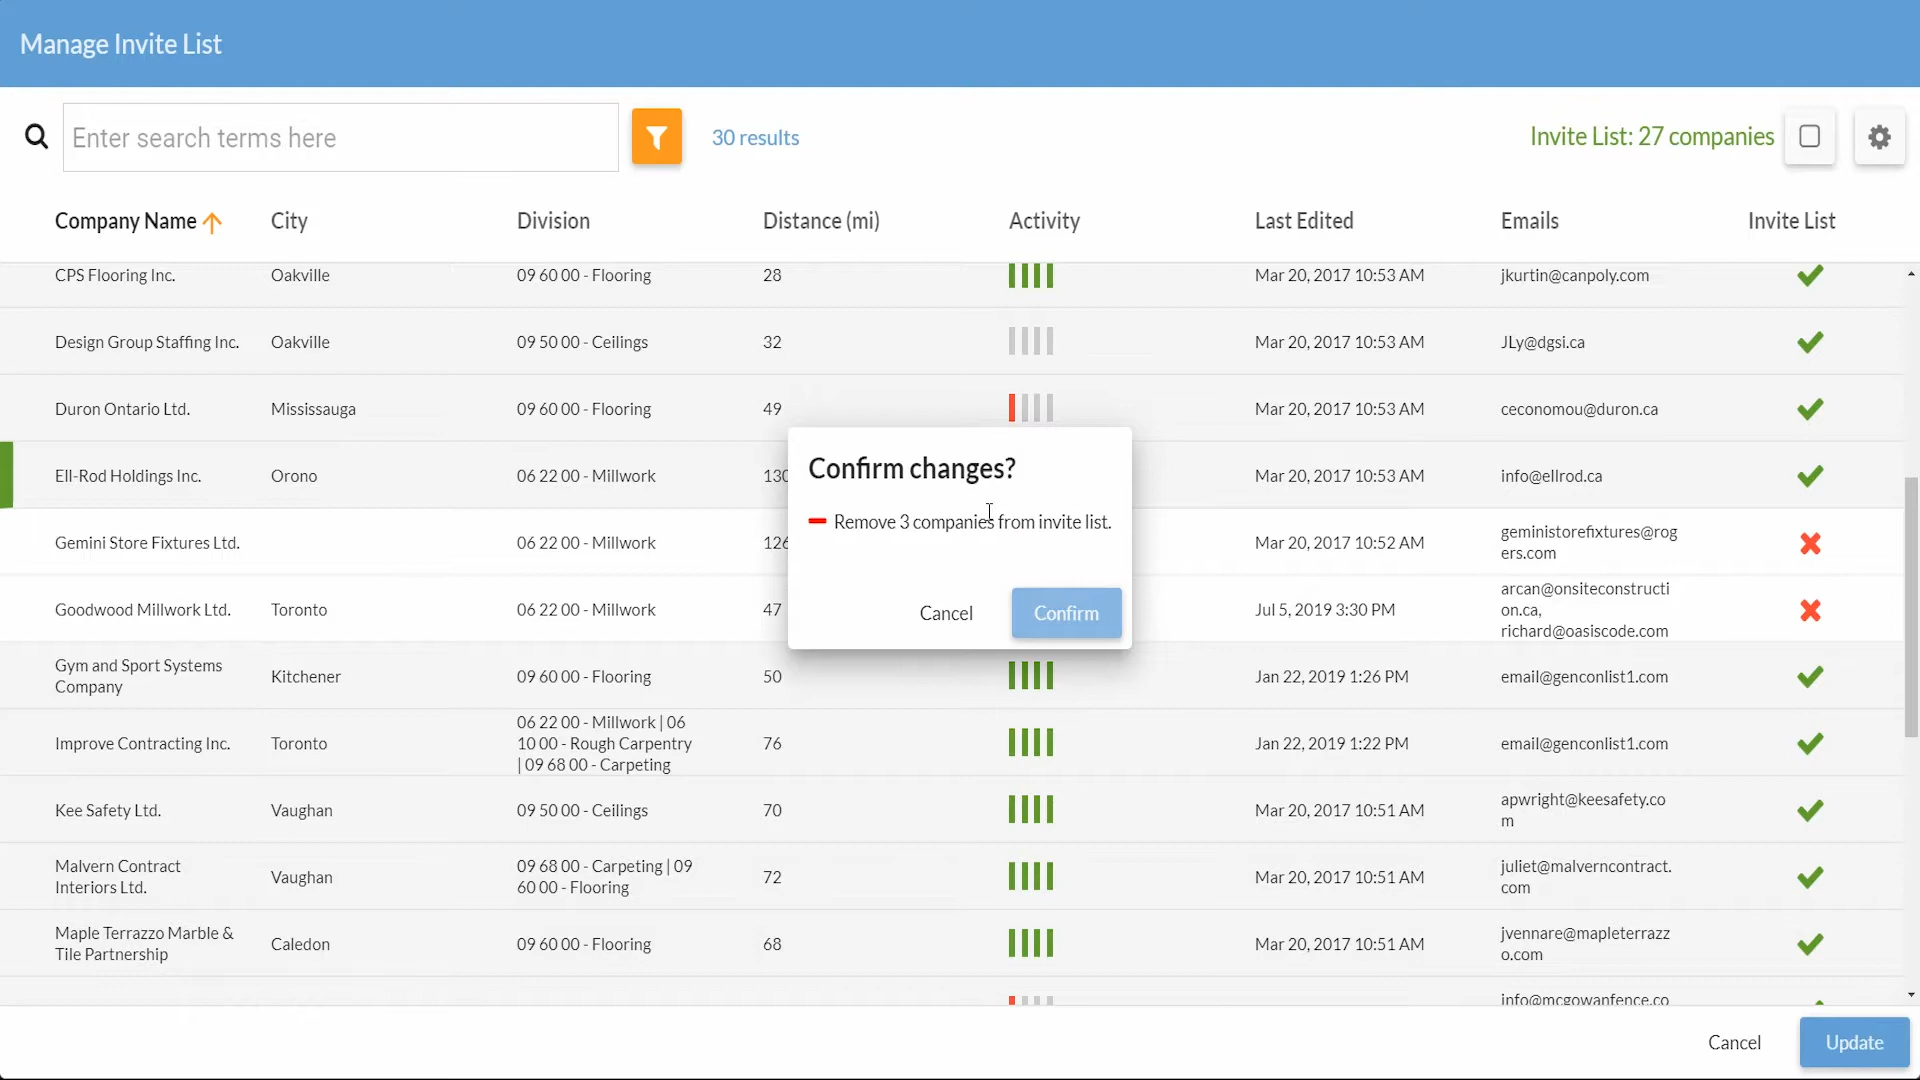 Manage Invite List
Enter search terms here
30 results
Invite List: 27 companies
Company Name City Division Distance (mi) Activity Last Edited Emails Invite List
CPS Flooring Inc. Oakville 09 60 00 - Flooring 28 Mar 20, 2017 10:53 AM jkurtin@canpoly.com
Design Group Staffing Inc. Oakville 09 50 00 - Ceilings 32 Mar 20, 2017 10:53 AM JLy@dgsi.ca
Duron Ontario Ltd. Mississauga 09 60 00 - Flooring 49 Mar 20, 2017 10:53 AM ceconomou@duron.ca
Ell-Rod Holdings Inc. Orono 06 22 00 - Millwork 130 Mar 20, 2017 10:53 AM info@ellrod.ca
Gemini Store Fixtures Ltd. 06 22 00 - Millwork 126 Mar 20, 2017 10:52 AM geministorefixtures@rog
ers.com
Goodwood Millwork Ltd. Toronto 06 22 00 - Millwork 47 Jul 5, 2019 3:30 PM arcan@onsiteconstructi
on.ca,
richard@oasiscode.com
Gym and Sport Systems
Company Kitchener 09 60 00 - Flooring 50 Jan 22, 2019 1:26 PM email@genconlist1.com
Improve Contracting Inc. Toronto 06 22 00 - Millwork | 06
10 00 - Rough Carpentry
| 09 68 00 - Carpeting 76 Jan 22, 2019 1:22 PM email@genconlist1.com
Kee Safety Ltd. Vaughan 09 50 00 - Ceilings 70 Mar 20, 2017 10:51 AM apwright@keesafety.co
m
Malvern Contract
Interiors Ltd. Vaughan 09 68 00 - Carpeting | 09
60 00 - Flooring 72 Mar 20, 2017 10:51 AM juliet@malverncontract.
com
Maple Terrazzo Marble &
Tile Partnership Caledon 09 60 00 - Flooring 68 Mar 20, 2017 10:51 AM jvennare@mapleterrazz
o.com
info@mcgowanfence.co
Confirm changes?
Remove 3 companies from invite list.
Cancel Confirm
Cancel Update